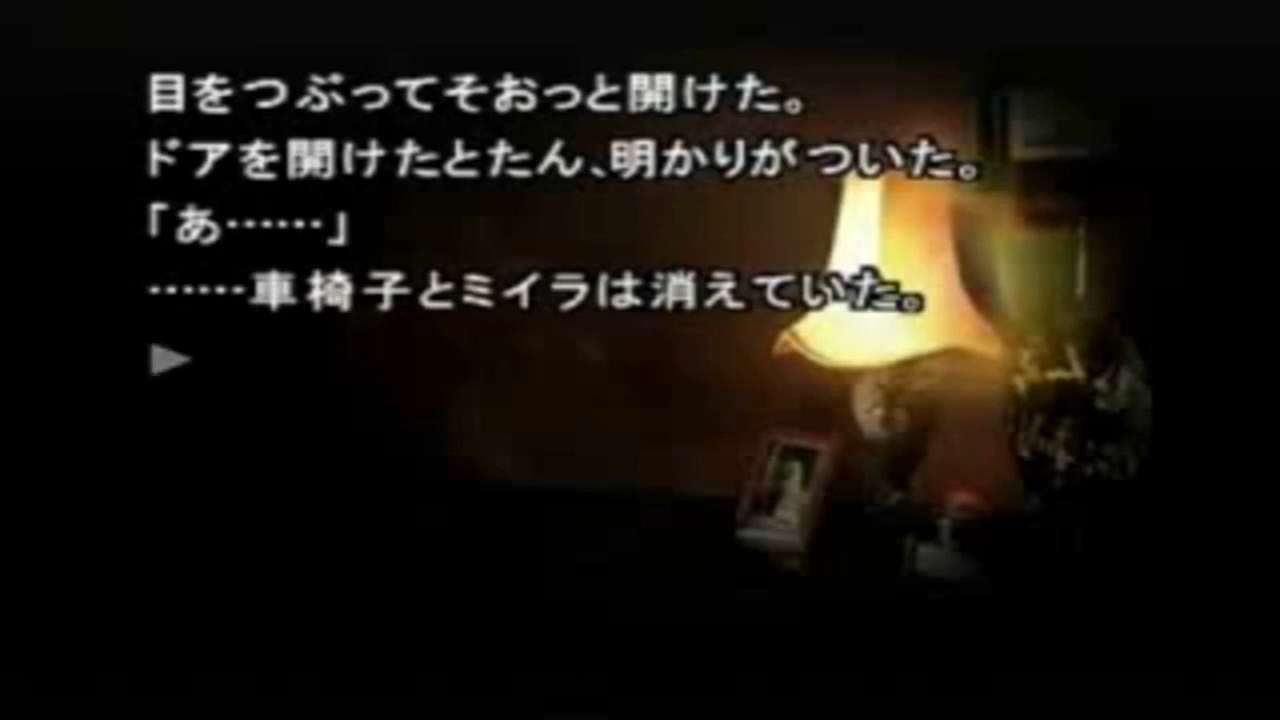 目をつぶってそおっと開けた。
ドアを開けたとたん、明かりがついた。
「あ……」
……車椅子とミイラは消えていた。